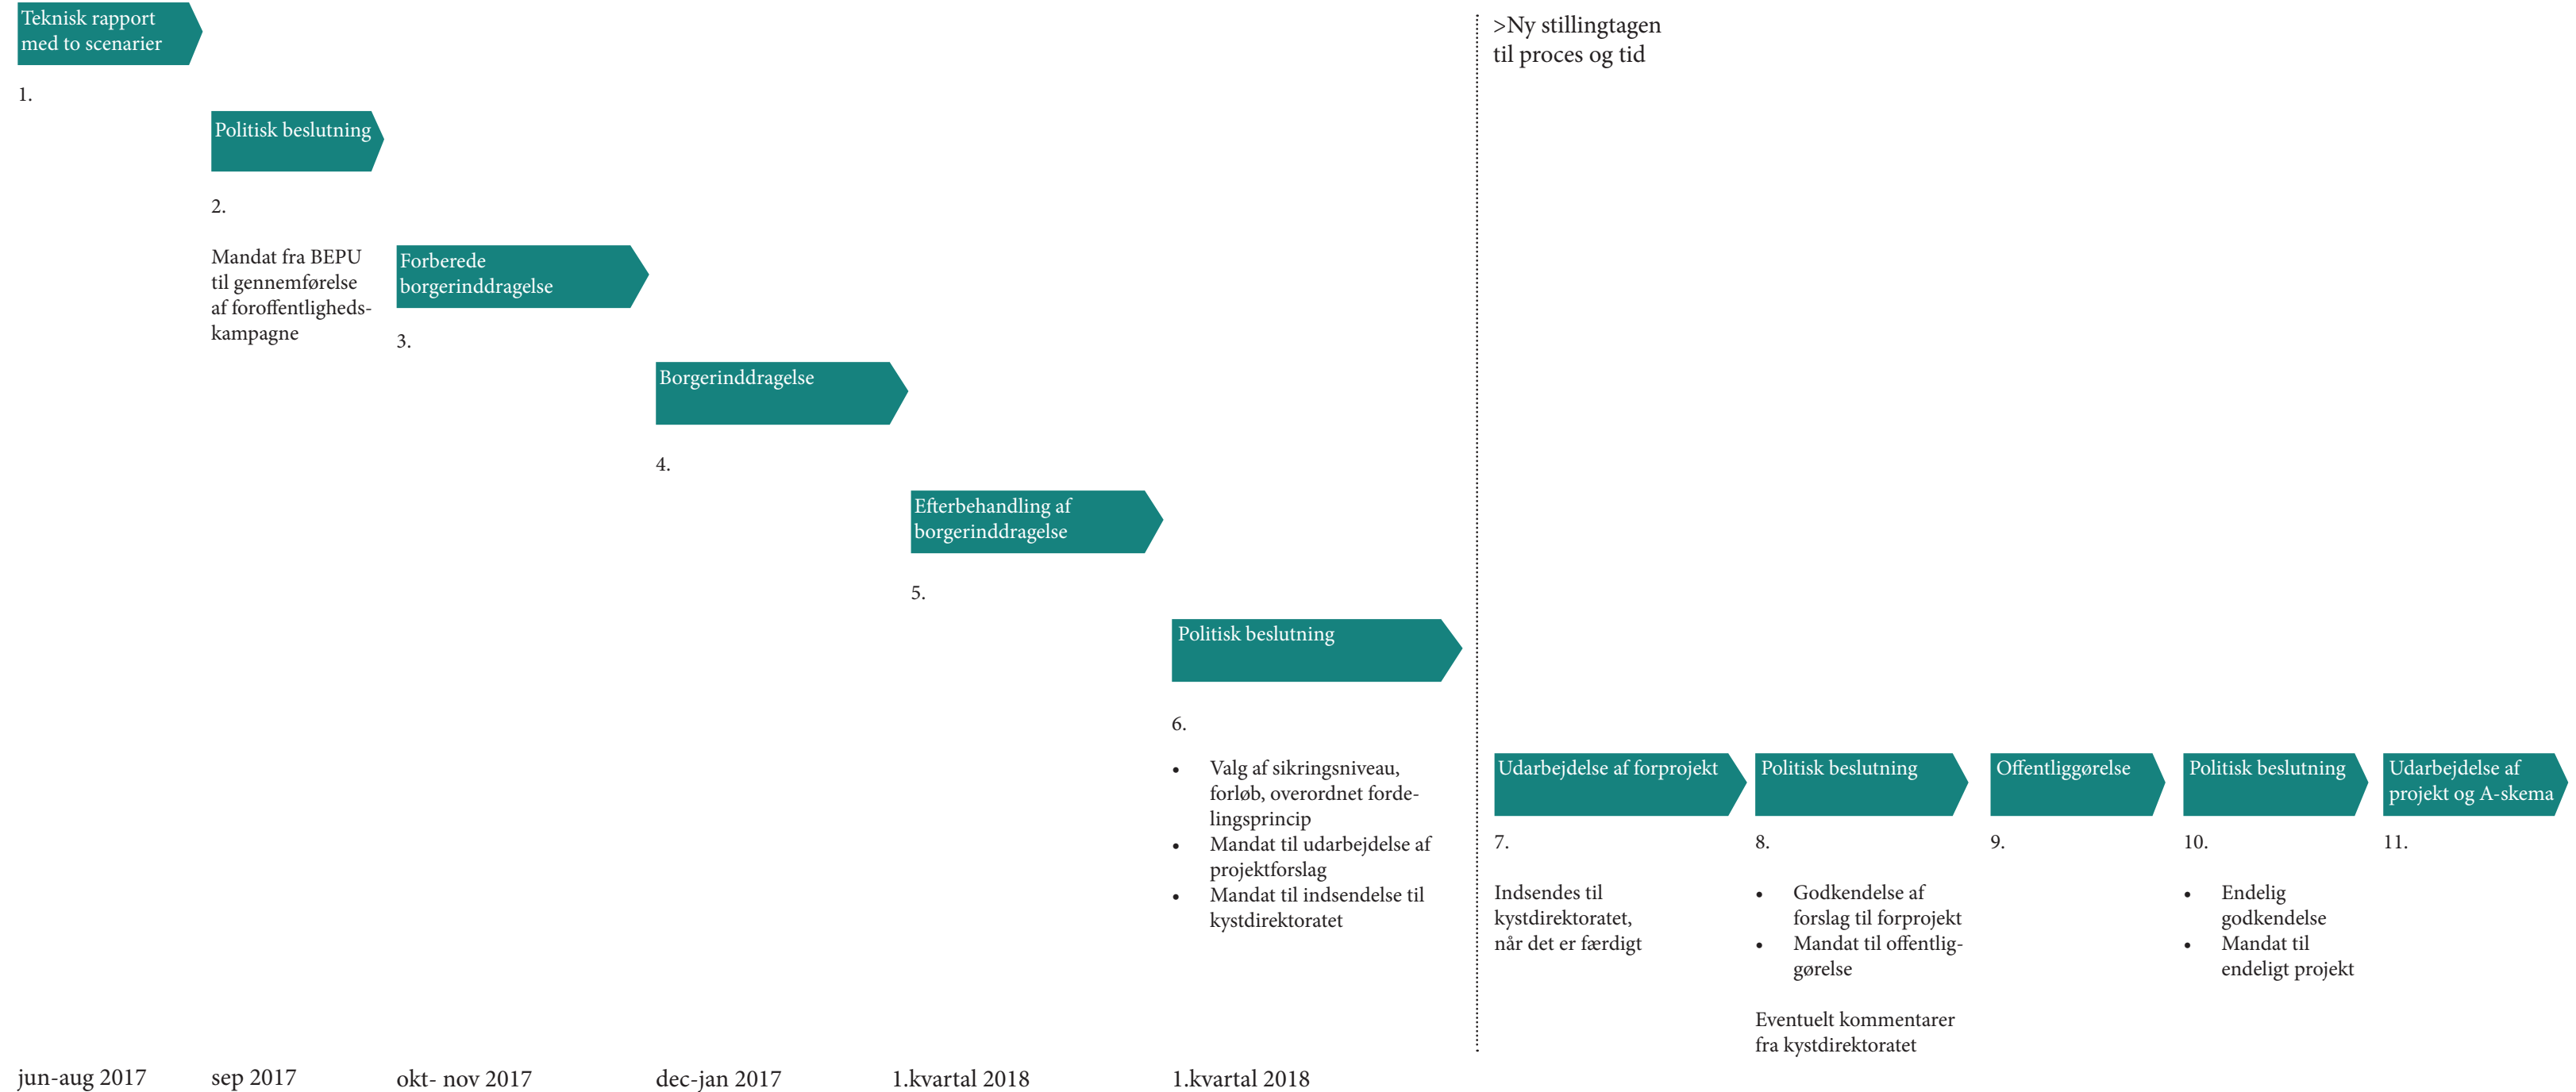 Teknisk rapport
med to scenarier
1.
Politisk beslutning
2.
Mandat fra BEPU
til gennemførelse
af foroffentligheds-
kampagne
Forberede
borgerinddragelse
3.
Borgerinddragelse
4.
Efterbehandling af
borgerinddragelse
5.
Politisk beslutning
6.
• Valg af sikringsniveau,
forløb, overordnet forde-
lingsprincip
• Mandat til udarbejdelse af
projektforslag
• Mandat til indsendelse til
kystdirektoratet
>Ny stillingtagen
til proces og tid
Udarbejdelse af forprojekt
7.
Indsendes til
kystdirektoratet,
når det er færdigt
Politisk beslutning
8.
• Godkendelse af
forslag til forprojekt
• Mandat til offentlig-
gørelse
Eventuelt kommentarer
fra kystdirektoratet
Offentliggørelse
9.
Politisk beslutning
10.
• Endelig
godkendelse
• Mandat til
endeligt projekt
Udarbejdelse af
projekt og A-skema
11.
jun-aug 2017
sep 2017
okt- nov 2017
dec-jan 2017
1.kvartal 2018
1.kvartal 2018